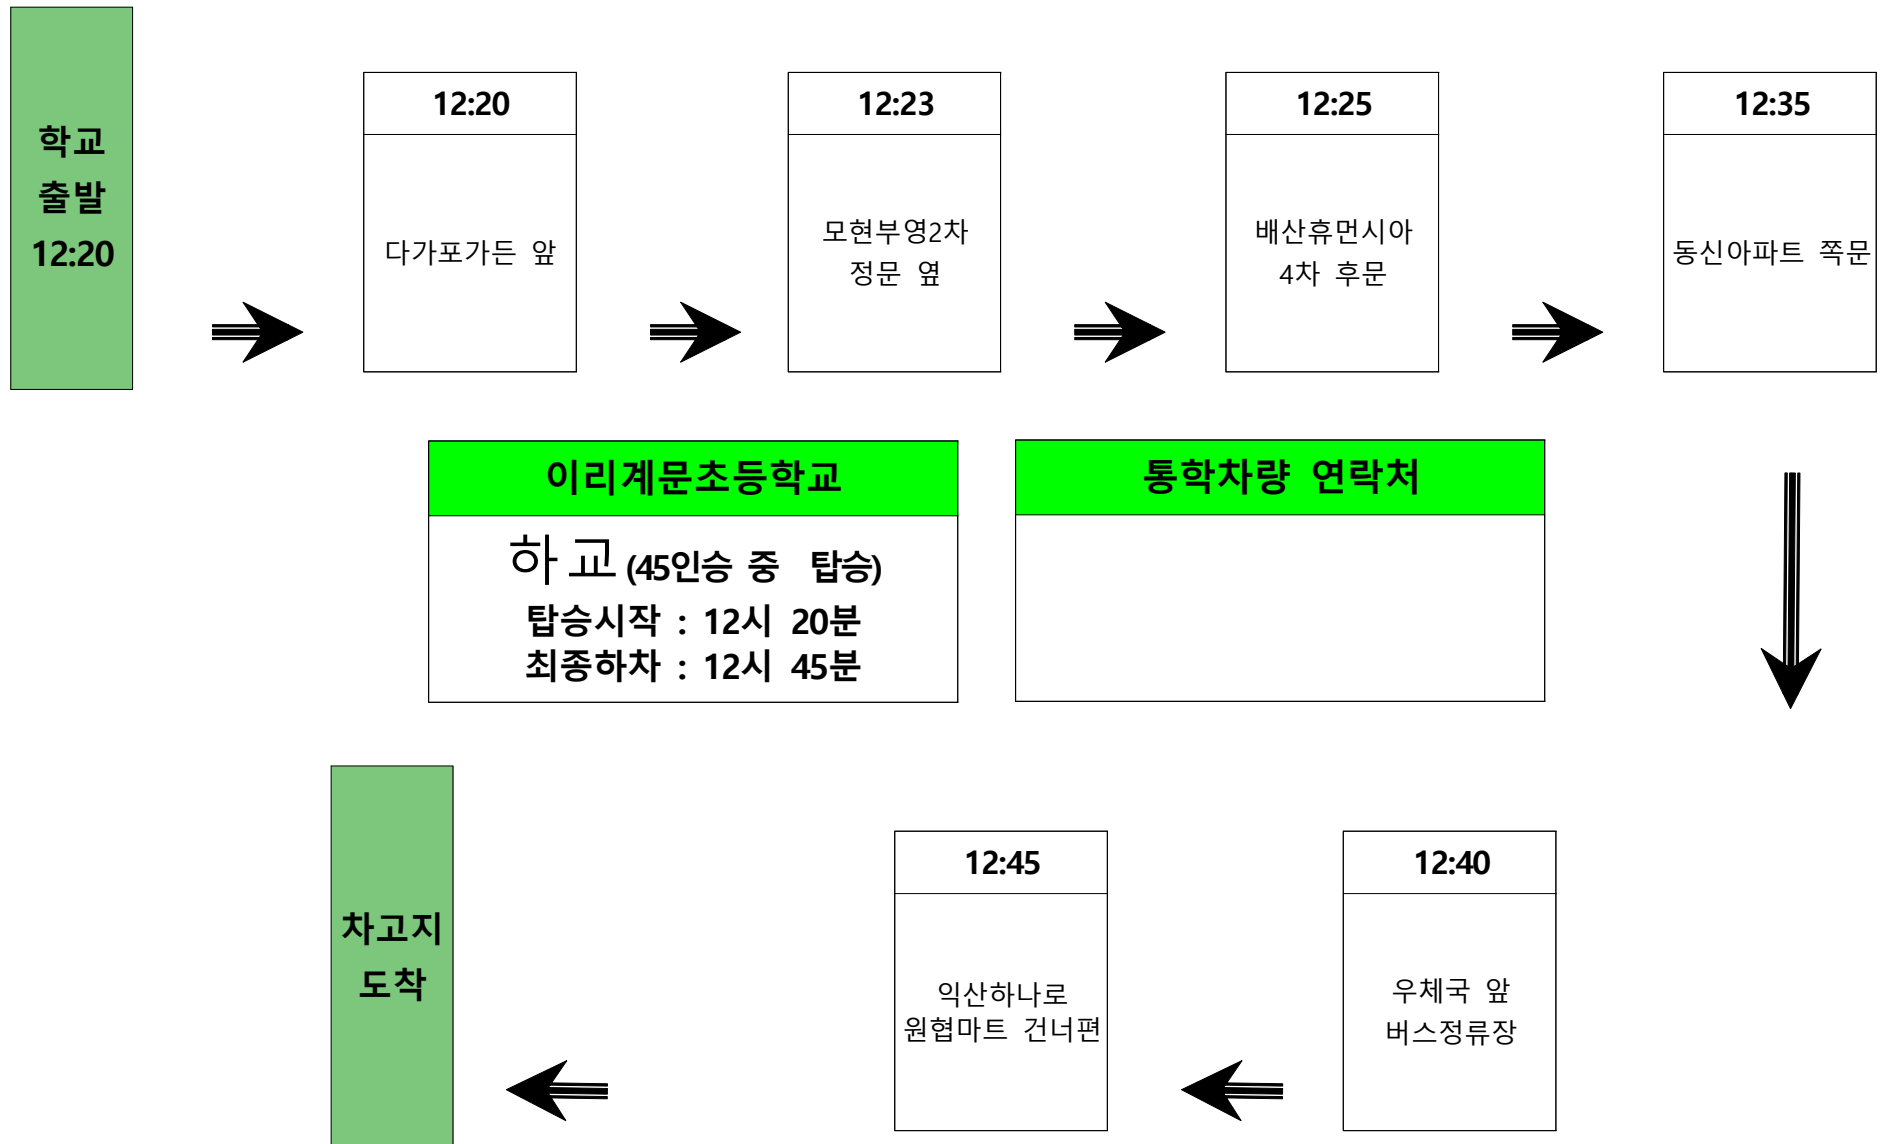 학교
출발
12:20
12:20
다가포가든 앞
12:23
모현부영2차
정문 옆
12:25
배산휴먼시아
4차 후문
12:35
동신아파트 쪽문
이리계문초등학교
하교(45인승 중 탑승)
탑승시작 : 12시 20분
최종하차 : 12시 45분
통학차량 연락처
12:40
우체국 앞
버스정류장
12:45
익산하나로
원협마트 건너편
차고지
도착